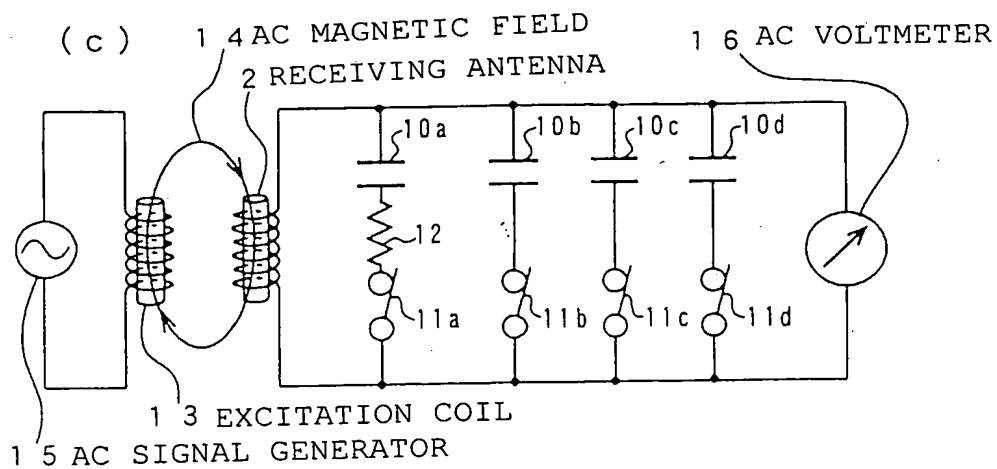 (c)
14 AC MAGNETIC FIELD
2 RECEIVING ANTENNA
16 AC VOLTMETER
10a 10b 10c 10d
12
11a 11b 11c 11d
13 EXCITATION COIL
15 AC SIGNAL GENERATOR